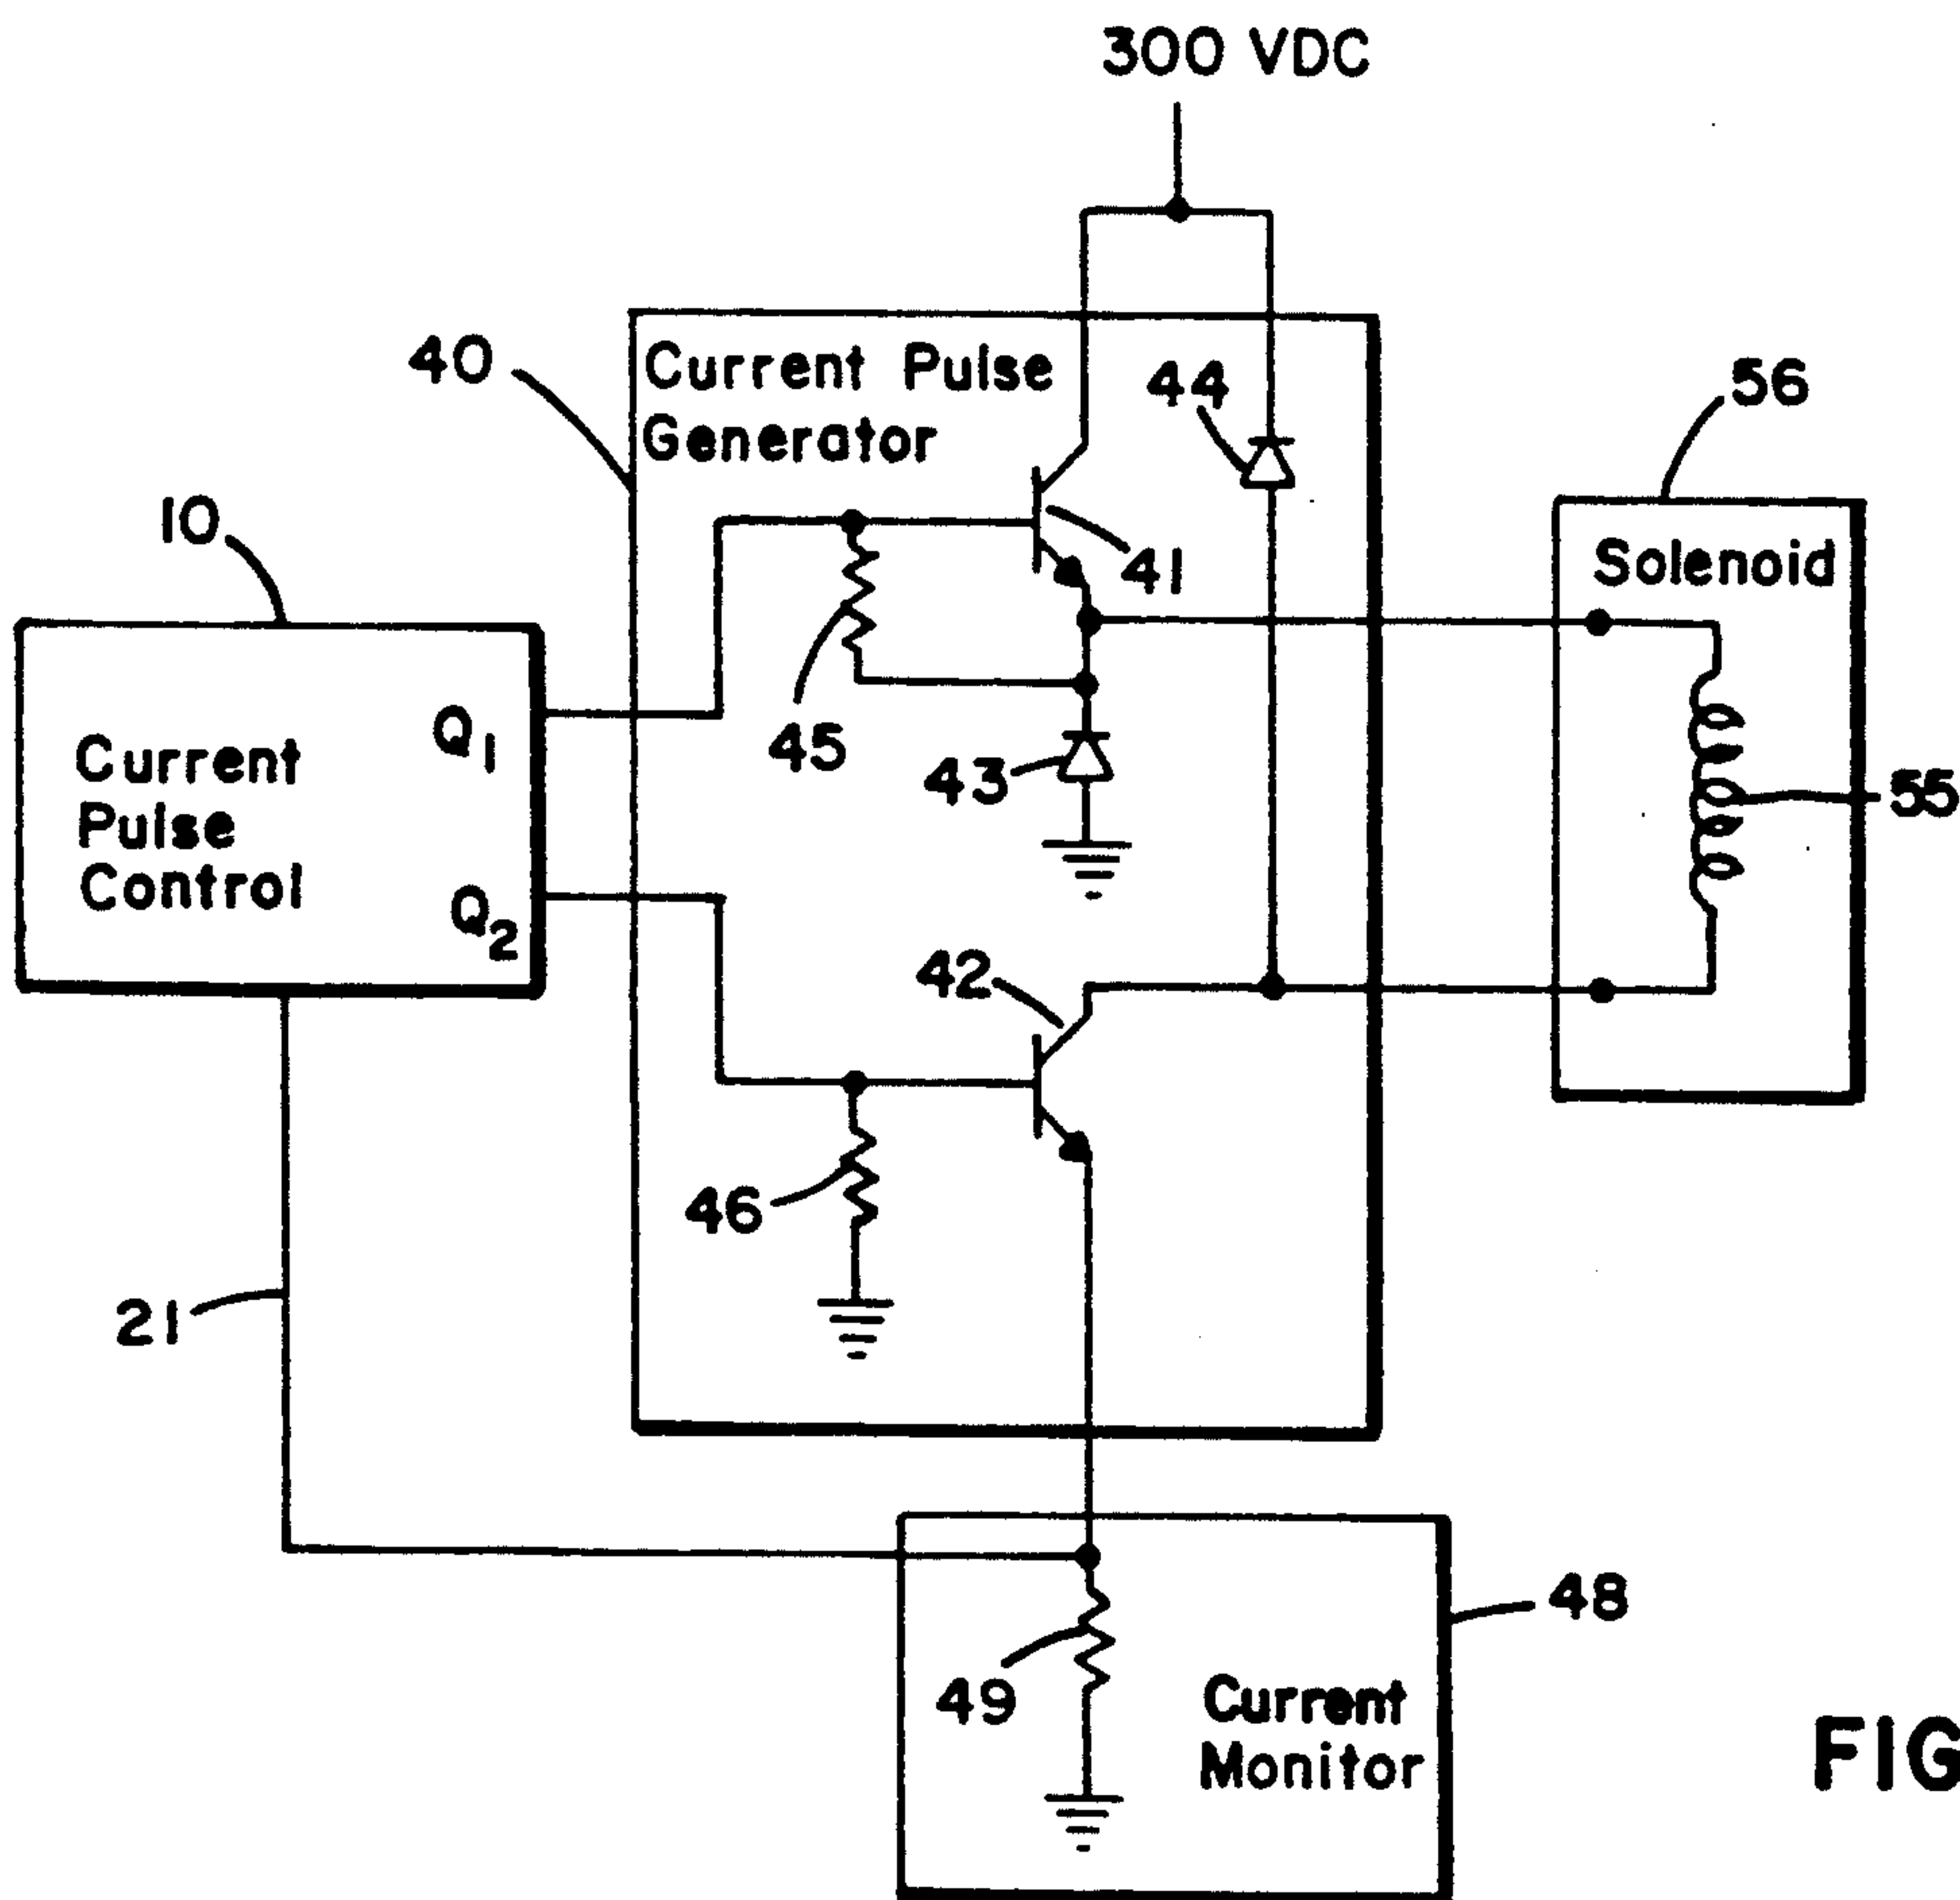 300 VDC
40
Current Pulse
Generator
44
56
10
41
Solenoid
Q1
45
43
55
Current
Pulse
Control
Q2
42
46
21
48
49
Current
Monitor
FIG